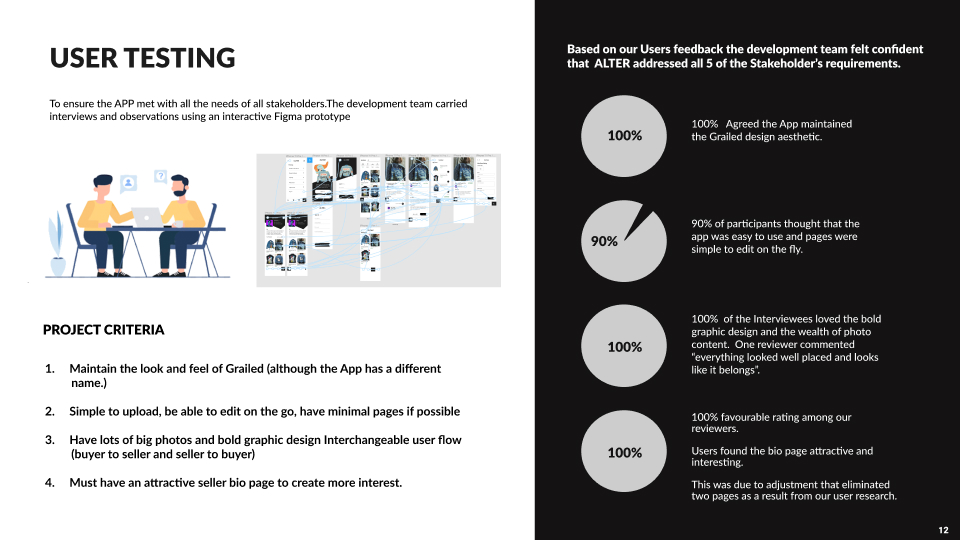 USER TESTING
To ensure the APP met with all the needs of all stakeholders.The development team carried
interviews and observations using an interactive Figma prototype
PROJECT CRITERIA
1. Maintain the look and feel of Grailed (although the App has a different
name.)
2. Simple to upload, be able to edit on the go, have minimal pages if possible
3. Have lots of big photos and bold graphic design Interchangeable user flow
(buyer to seller and seller to buyer)
4. Must have an attractive seller bio page to create more interest.
Based on our Users feedback the development team felt confident
that ALTER addressed all 5 of the Stakeholder's requirements.
100%
100% Agreed the App maintained
the Grailed design aesthetic.
90%
90% of participants thought that the
app was easy to use and pages were
simple to edit on the fly.
100%
100% of the Interviewees loved the bold
graphic design and the wealth of photo
content. One reviewer commented
“everything looked well placed and looks
like it belongs”.
100%
100% favourable rating among our
reviewers.
Users found the bio page attractive and
interesting.
This was due to adjustment that eliminated
two pages as a result from our user research.
12